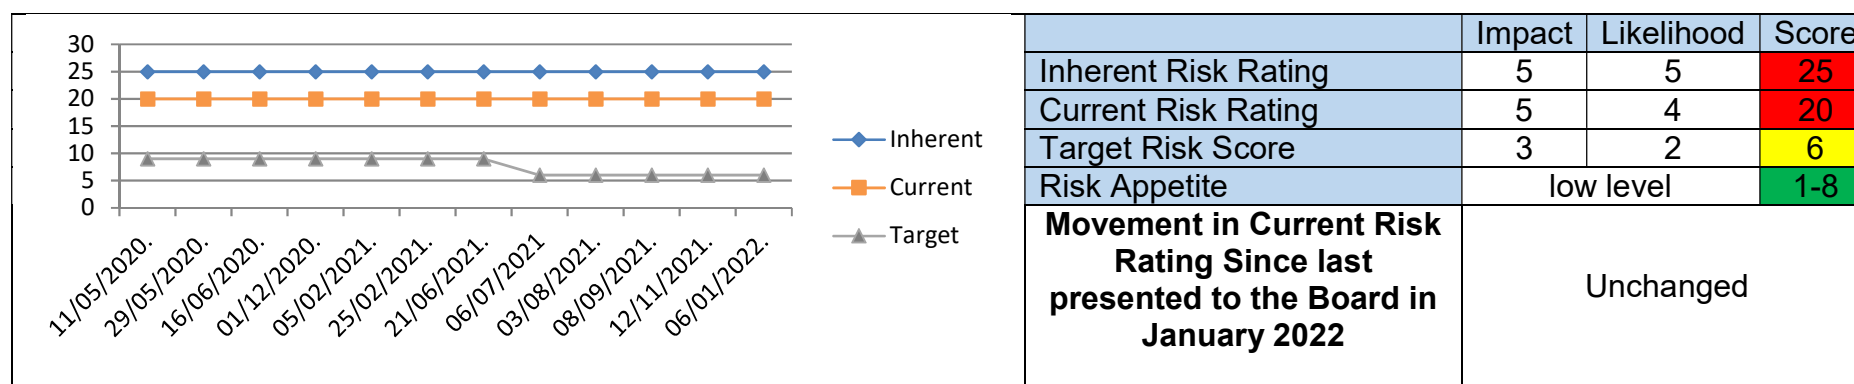 30
25
20
15
10
5
0
11/05/2020.
29/05/2020.
16/06/2020.
01/12/2020.
05/02/2021.
25/02/2021.
21/06/2021.
06/07/2021
03/08/2021.
08/09/2021.
12/11/2021.
06/01/2022.
Inherent
Current
Target
Impact Likelihood Score
Inherent Risk Rating 5 5 25
Current Risk Rating 5 4 20
Target Risk Score 3 2 6
Risk Appetite low level 1-8
Movement in Current Risk
Rating Since last
presented to the Board in
January 2022
Unchanged